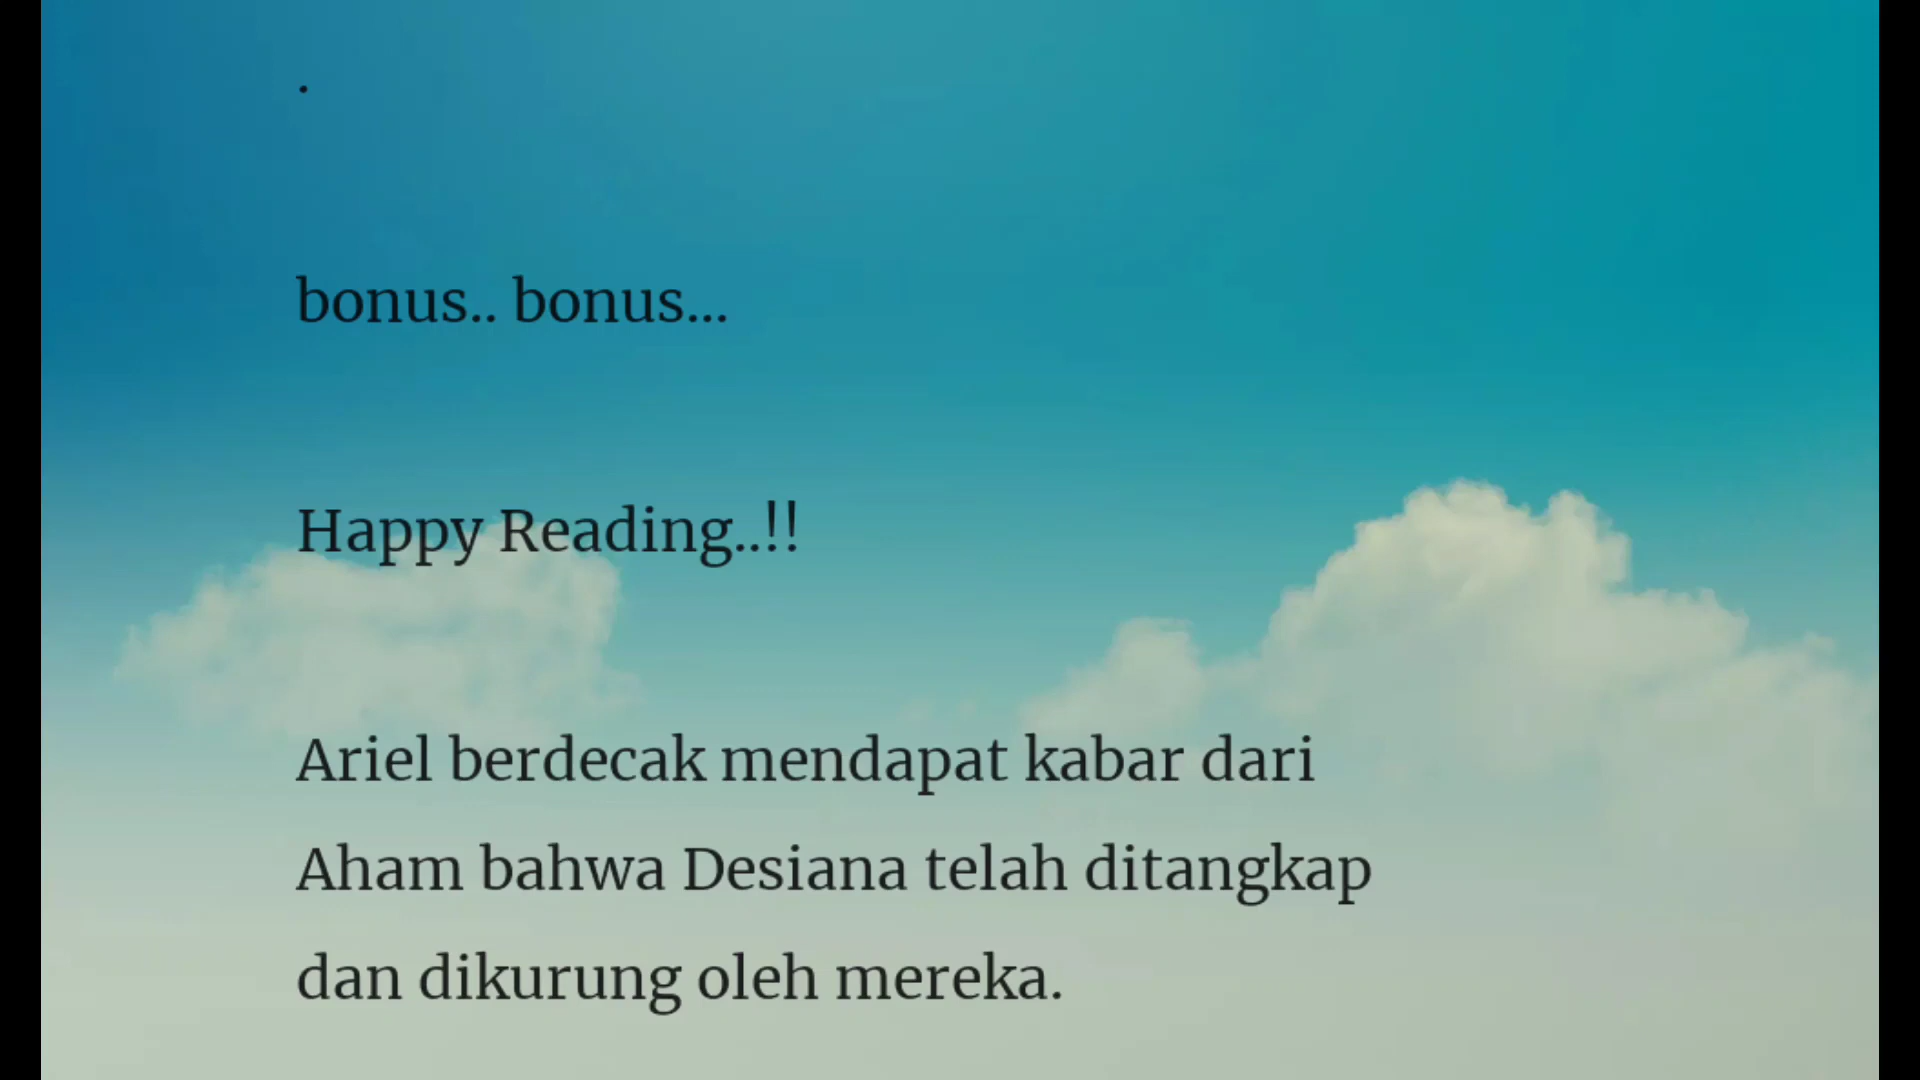 .
bonus.. bonus...
Happy Reading..!!
Ariel berdecak mendapat kabar dari
Aham bahwa Desiana telah ditangkap
dan dikurung oleh mereka.